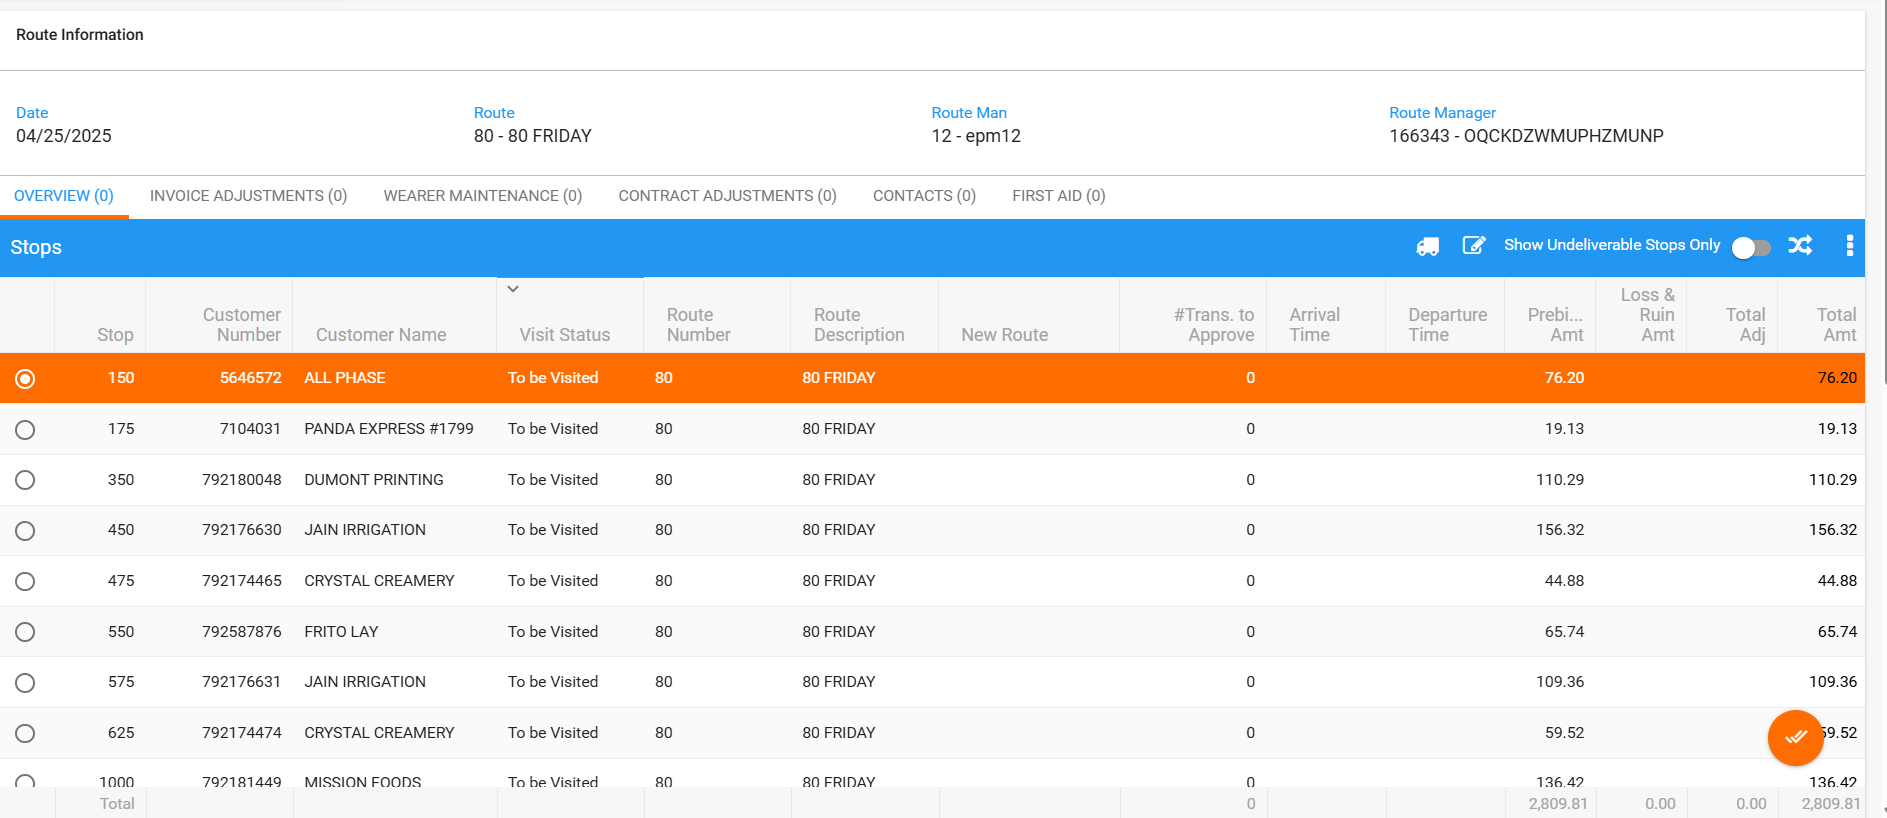 Route Information
Date Route Route Man Route Manager
04/25/2025 80 - 80 FRIDAY 12 - epm12 166343 - OQCKDZWMUPHZMUNP
OVERVIEW (0) INVOICE ADJUSTMENTS (0) WEARER MAINTENANCE (0) CONTRACT ADJUSTMENTS (0) CONTACTS (0) FIRST AID (0)
Stops Show Undeliverable Stops Only
Stop Customer Number Customer Name Visit Status Route Number Route Description New Route #Trans. to Approve Arrival Time Departure Time Prebi... Amt Loss & Ruin Amt Total Adj Total Amt
150 5646572 ALL PHASE To be Visited 80 80 FRIDAY 0 76.20 76.20
175 7104031 PANDA EXPRESS #1799 To be Visited 80 80 FRIDAY 0 19.13 19.13
350 792180048 DUMONT PRINTING To be Visited 80 80 FRIDAY 0 110.29 110.29
450 792176630 JAIN IRRIGATION To be Visited 80 80 FRIDAY 0 156.32 156.32
475 792174465 CRYSTAL CREAMERY To be Visited 80 80 FRIDAY 0 44.88 44.88
550 792587876 FRITO LAY To be Visited 80 80 FRIDAY 0 65.74 65.74
575 792176631 JAIN IRRIGATION To be Visited 80 80 FRIDAY 0 109.36 109.36
625 792174474 CRYSTAL CREAMERY To be Visited 80 80 FRIDAY 0 59.52 59.52
1000 792181449 MISSION FOODS To be Visited 80 80 FRIDAY 0 136.42 136.42
Total 0 2,809.81 0.00 0.00 2,809.81